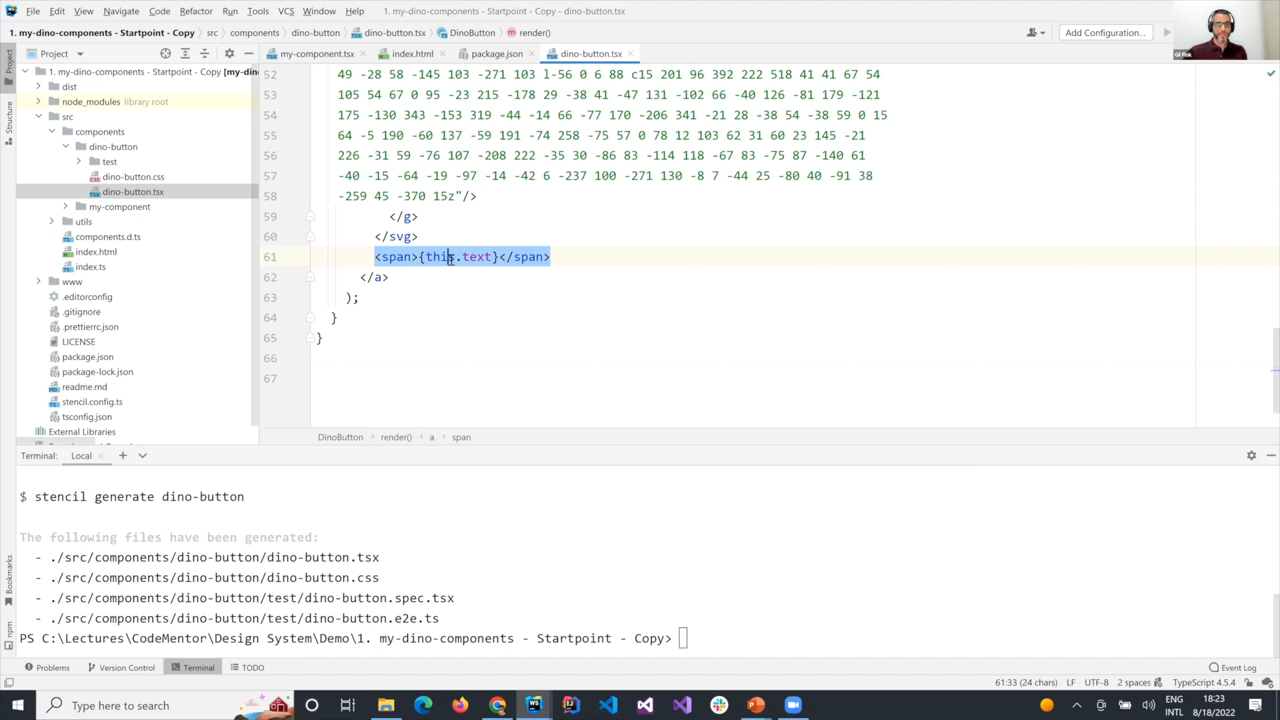 File Edit View Navigate Code Refactor Run Tools VCS Window Help my-dino-components - Startpoint - Copy - dino-button.tsx
1. my-dino-components - Startpoint - Copy src components dino-button dino-button.tsx DinoButton render() Add Configuration...
Project my-component.tsx index.html package.json dino-button.tsx
Project
Structure
Bookmarks
npm
1. my-dino-components - Startpoint - Copy [my-din
dist
node_modules library root
src
components
dino-button
test
dino-button.css
dino-button.tsx
my-component
utils
components.d.ts
index.html
index.ts
www
.editorconfig
.gitignore
.prettierrc.json
LICENSE
package.json
package-lock.json
readme.md
stencil.config.ts
tsconfig.json
External Libraries
52 49 -28 58 -145 103 -271 103 l-56 0 6 88 c15 201 96 392 222 518 41 41 67 54
53 105 54 67 0 95 -23 215 -178 29 -38 41 -47 131 -102 66 -40 126 -81 179 -121
54 175 -130 343 -153 319 -44 -14 66 -77 170 -206 341 -21 28 -38 54 -38 59 0 15
55 64 -5 190 -60 137 -59 191 -74 258 -75 57 0 78 12 103 62 31 60 23 145 -21
56 226 -31 59 -76 107 -208 222 -35 30 -86 83 -114 118 -67 83 -75 87 -140 61
57 -40 -15 -64 -19 -97 -14 -42 6 -237 100 -271 130 -8 7 -44 25 -80 40 -91 38
58 -259 45 -370 15z"/>
59 </g>
60 </svg>
61 <span>{this.text}</span>
62 </a>
63 );
64 }
65 }
66
67
DinoButton render() a span
Terminal: Local
$ stencil generate dino-button
The following files have been generated:
- ./src/components/dino-button/dino-button.tsx
- ./src/components/dino-button/dino-button.css
- ./src/components/dino-button/test/dino-button.spec.tsx
- ./src/components/dino-button/test/dino-button.e2e.ts
PS C:\Lectures\CodeMentor\Design System\Demo\1. my-dino-components - Startpoint - Copy>
Problems Version Control Terminal TODO Event Log
61:33 (24 chars) LF UTF-8 2 spaces TypeScript 4.5.4
Type here to search ENG 18:23
INTL 8/18/2022
Gil Fink